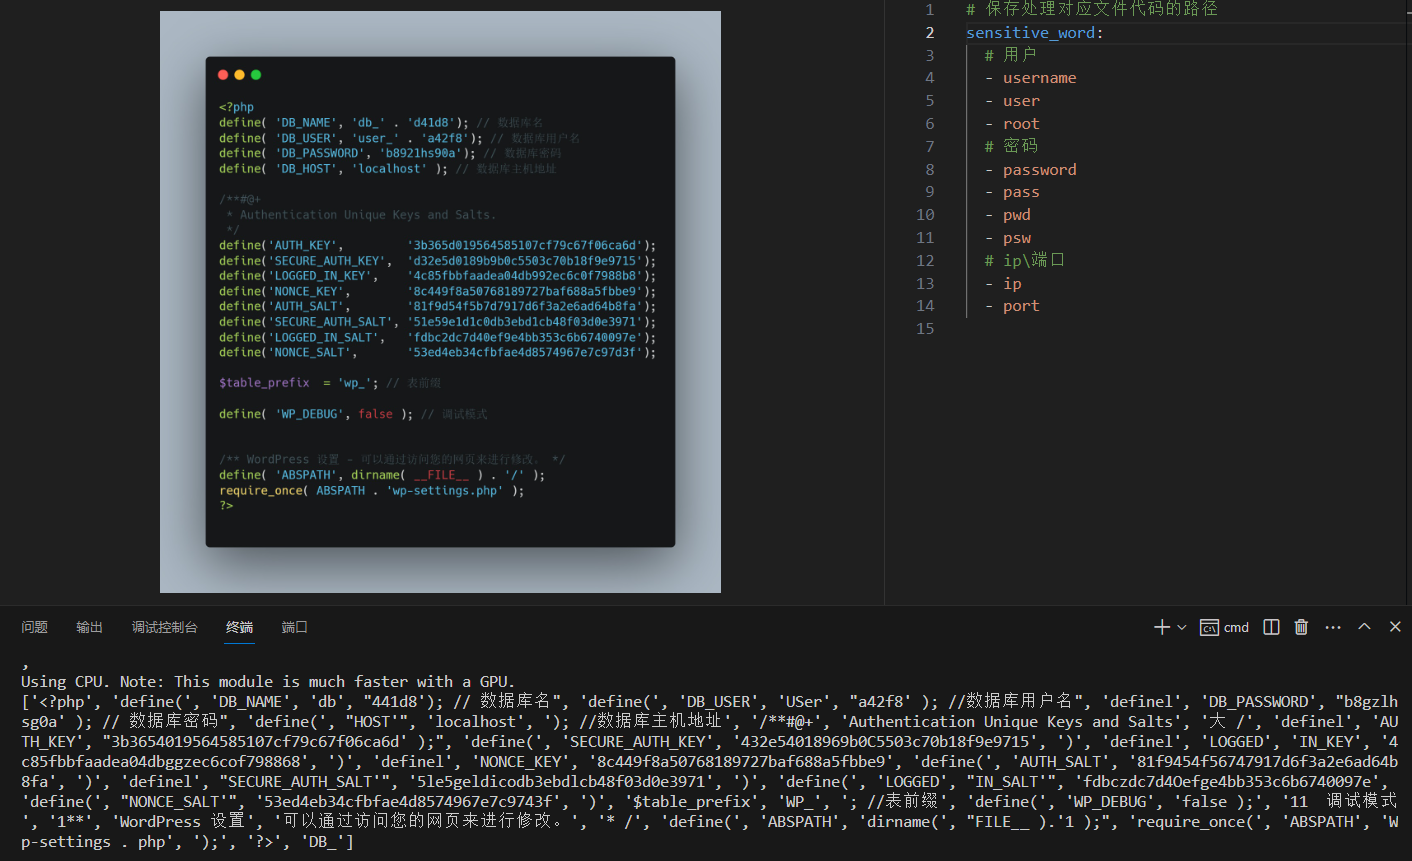 <?php
define( 'DB_NAME', 'db_' . 'd41d8'); // 数据库名
define( 'DB_USER', 'user_' . 'a42f8'); // 数据库用户名
define( 'DB_PASSWORD', 'b8921hs90a'); // 数据库密码
define( 'DB_HOST', 'localhost' ); // 数据库主机地址
/**#@+
* Authentication Unique Keys and Salts.
*/
define('AUTH_KEY', '3b365d019564585107cf79c67f06ca6d');
define('SECURE_AUTH_KEY', 'd32e5d0189b9b0c5503c70b18f9e9715');
define('LOGGED_IN_KEY', '4c85fbbfaadea04db992ec6c0f7988b8');
define('NONCE_KEY', '8c449f8a50768189727baf688a5fbbe9');
define('AUTH_SALT', '81f9d54f5b7d7917d6f3a2e6ad64b8fa');
define('SECURE_AUTH_SALT', '51e59e1d1c0db3ebd1cb48f03d0e3971');
define('LOGGED_IN_SALT', 'fdbc2dc7d40ef9e4bb353c6b6740097e');
define('NONCE_SALT', '53ed4eb34cfbfae4d8574967e7c97d3f');
$table_prefix = 'wp_'; // 表前缀
define( 'WP_DEBUG', false ); // 调试模式
/** WordPress 设置 - 可以通过访问您的网页来进行修改。 */
define( 'ABSPATH', dirname( __FILE__ ) . '/' );
require_once( ABSPATH . 'wp-settings.php' );
?>
1 # 保存处理对应文件代码的路径
2 sensitive_word:
3 # 用户
4 - username
5 - user
6 - root
7 # 密码
8 - password
9 - pass
10 - pwd
11 - psw
12 # ip\端口
13 - ip
14 - port
15
问题 输出 调试控制台 终端 端口 cmd
,
Using CPU. Note: This module is much faster with a GPU.
['<?php', 'define(', 'DB_NAME', 'db', "441d8'); // 数据库名", 'define(', 'DB_USER', 'USer', "a42f8' ); //数据库用户名", 'definel', 'DB_PASSWORD', "b8gzlh
sg0a' ); // 数据库密码", 'define(', "HOST'", 'localhost', '); //数据库主机地址', '/**#@+', 'Authentication Unique Keys and Salts', '大 /', 'definel', 'AU
TH_KEY', "3b3654019564585107cf79c67f06ca6d' );", 'define(', 'SECURE_AUTH_KEY', '432e54018969b0C5503c70b18f9e9715', ')', 'definel', 'LOGGED', 'IN_KEY', '4
c85fbbfaadea04dbggzec6cof798868', ')', 'definel', 'NONCE_KEY', '8c449f8a50768189727baf688a5fbbe9', 'define(', 'AUTH_SALT', '81f9454f56747917d6f3a2e6ad64b
8fa', ')', 'definel', "SECURE_AUTH_SALT'", '5le5geldicodb3ebdlcb48f03d0e3971', ')', 'define(', 'LOGGED', "IN_SALT'", 'fdbczdc7d4Oefge4bb353c6b6740097e',
'define(', "NONCE_SALT'", '53ed4eb34cfbfae4d8574967e7c9743f', ')', '$table_prefix', 'WP_', '; //表前缀', 'define(', 'WP_DEBUG', 'false );', '11 调试模式
', '1**', 'WordPress 设置', '可以通过访问您的网页来进行修改。', '* /', 'define(', 'ABSPATH', 'dirname(', "FILE__ ).'1 );", 'require_once(', 'ABSPATH', 'W
p-settings . php', ');', '?>', 'DB_']